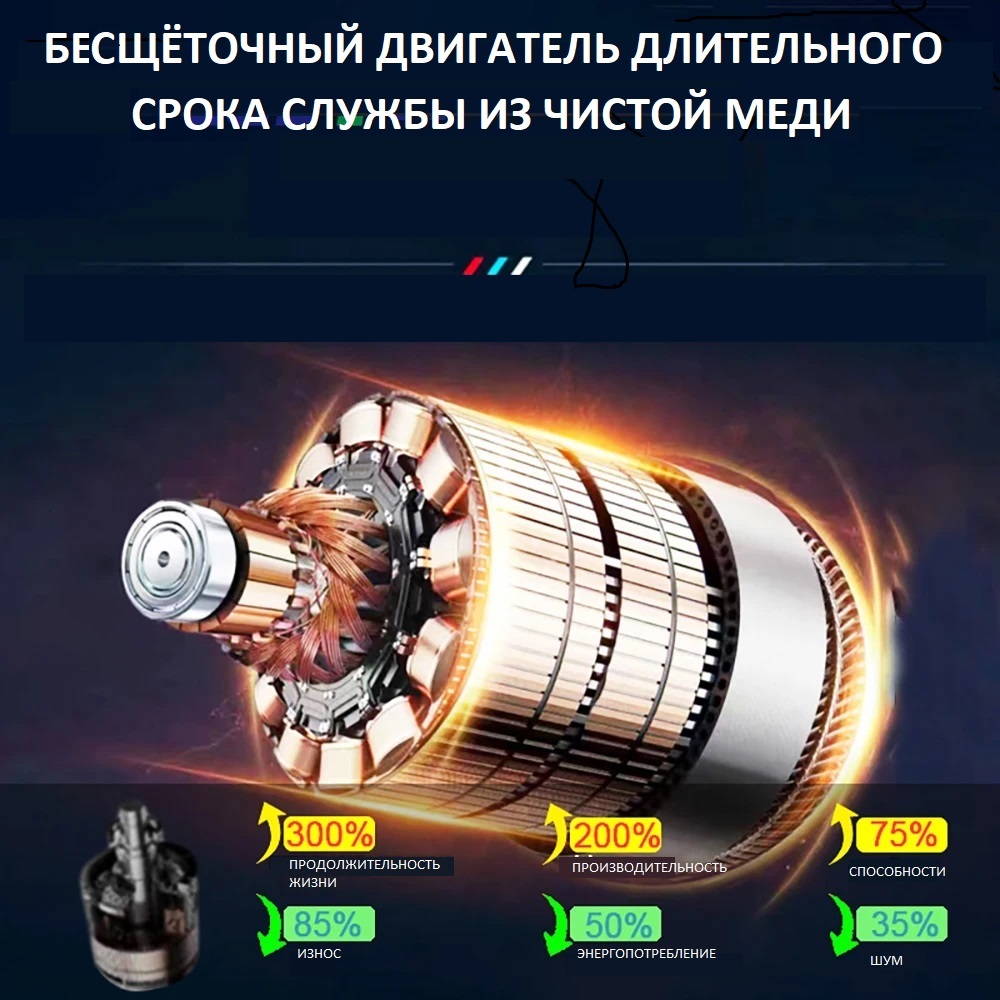 БЕСЩЁТОЧНЫЙ ДВИГАТЕЛЬ ДЛИТЕЛЬНОГО
СРОКА СЛУЖБЫ ИЗ ЧИСТОЙ МЕДИ
300%
ПРОДОЛЖИТЕЛЬНОСТЬ
ЖИЗНИ
200%
ПРОИЗВОДИТЕЛЬНОСТЬ
75%
СПОСОБНОСТИ
85%
ИЗНОС
50%
ЭНЕРГОПОТРЕБЛЕНИЕ
35%
ШУМ